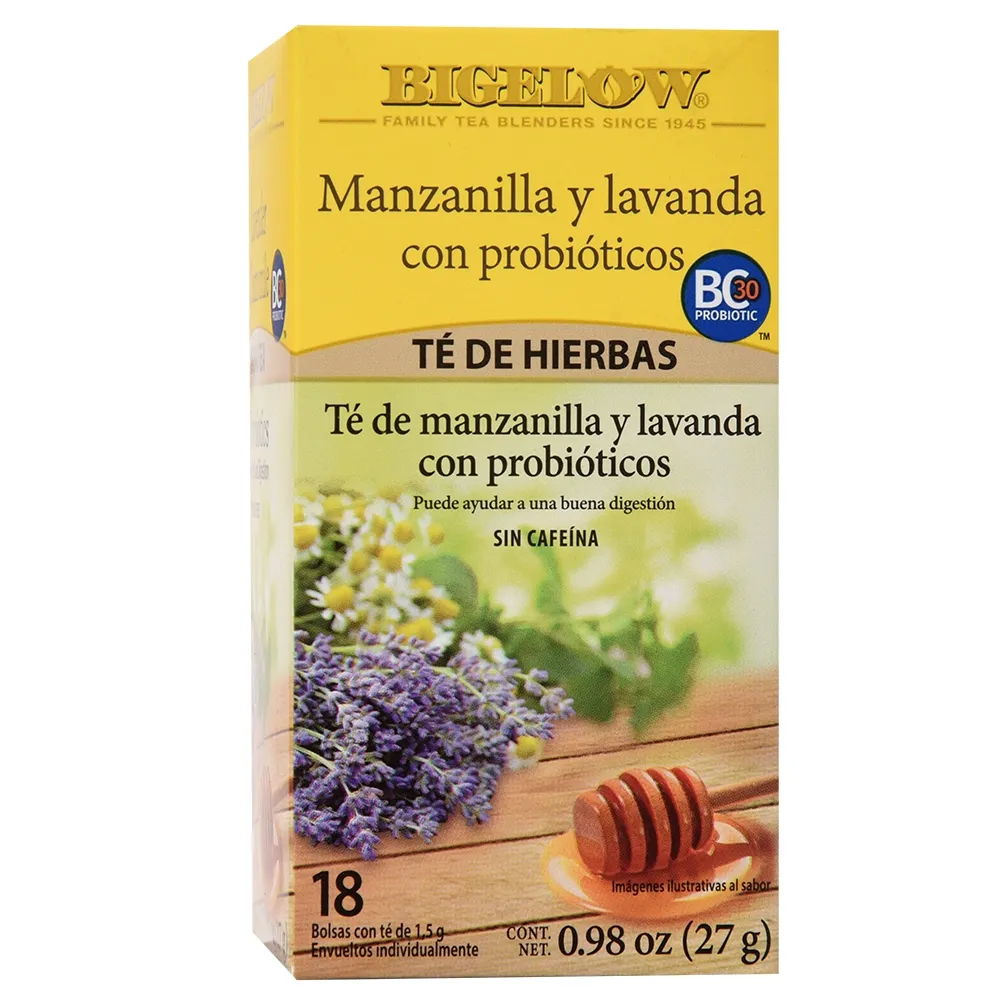 BIGELOW®
FAMILY TEA BLENDERS SINCE 1945
Manzanilla y lavanda
con probióticos
BC30
PROBIOTIC
™
TÉ DE HIERBAS
Té de manzanilla y lavanda
con probióticos
Puede ayudar a una buena digestión
SIN CAFEÍNA
18
Bolsas con té de 1,5 g
Envueltos individualmente
Imágenes ilustrativas al sabor
CONT.
NET. 0.98 oz (27 g)
BC30
PROBIOTIC